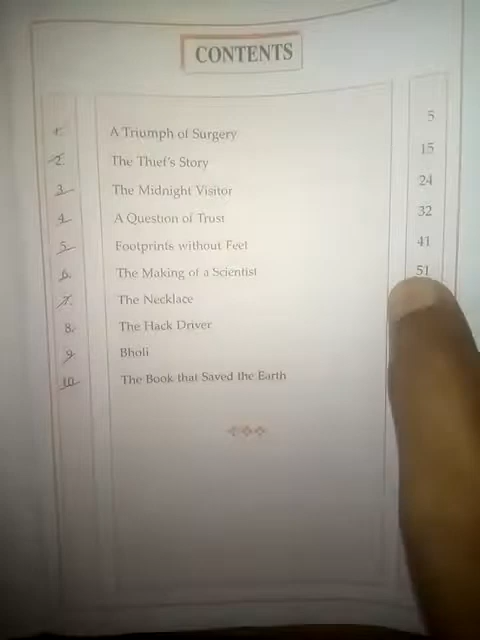 CONTENTS
1. A Triumph of Surgery 5
2. The Thief's Story 15
3. The Midnight Visitor 24
4. A Question of Trust 32
5. Footprints without Feet 41
6. The Making of a Scientist 51
7. The Necklace
8. The Hack Driver
9. Bholi
10. The Book that Saved the Earth